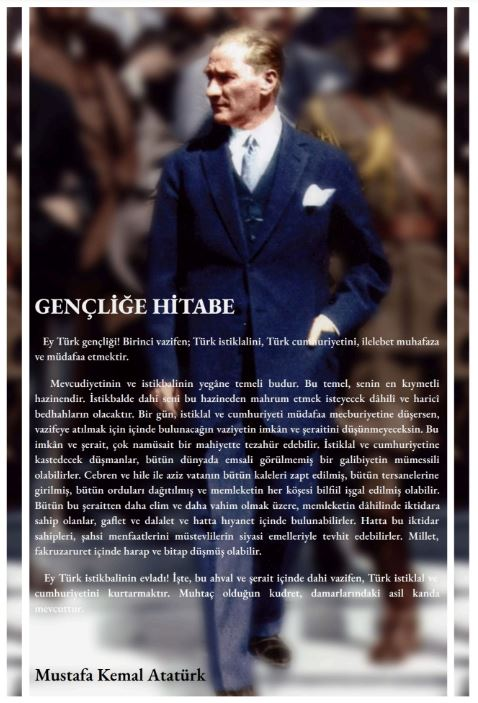 GENÇLİĞE HİTABE
Ey Türk gençliği! Birinci vazifen; Türk istiklalini, Türk cumhuriyetini, ilelebet muhafaza
ve müdafaa etmektir.
Mevcudiyetinin ve istikbalinin yegâne temeli budur. Bu temel, senin en kıymetli
hazinendir. İstikbalde dahi seni bu hazineden mahrum etmek isteyecek dâhilî ve haricî
bedhahların olacaktır. Bir gün, istiklal ve cumhuriyeti müdafaa mecburiyetine düşersen,
vazifeye atılmak için içinde bulunacağın vaziyetin imkân ve şeraitini düşünmeyeceksin. Bu
imkân ve şerait, çok namüsait bir mahiyette tezahür edebilir. İstiklal ve cumhuriyetine
kastedecek düşmanlar, bütün dünyada emsali görülmemiş bir galibiyetin mümessili
olabilirler. Cebren ve hile ile aziz vatanın bütün kaleleri zapt edilmiş, bütün tersanelerine
girilmiş, bütün orduları dağıtılmış ve memleketin her köşesi bilfiil işgal edilmiş olabilir.
Bütün bu şeraitten daha elim ve daha vahim olmak üzere, memleketin dâhilinde iktidara
sahip olanlar, gaflet ve dalalet ve hatta hıyanet içinde bulunabilirler. Hatta bu iktidar
sahipleri, şahsi menfaatlerini müstevlilerin siyasi emelleriyle tevhit edebilirler. Millet,
fakruzaruret içinde harap ve bitap düşmüş olabilir.
Ey Türk istikbalinin evladı! İşte, bu ahval ve şerait içinde dahi vazifen, Türk istiklal ve
cumhuriyetini kurtarmaktır. Muhtaç olduğun kudret, damarlarındaki asil kanda
mevcuttur.
Mustafa Kemal Atatürk